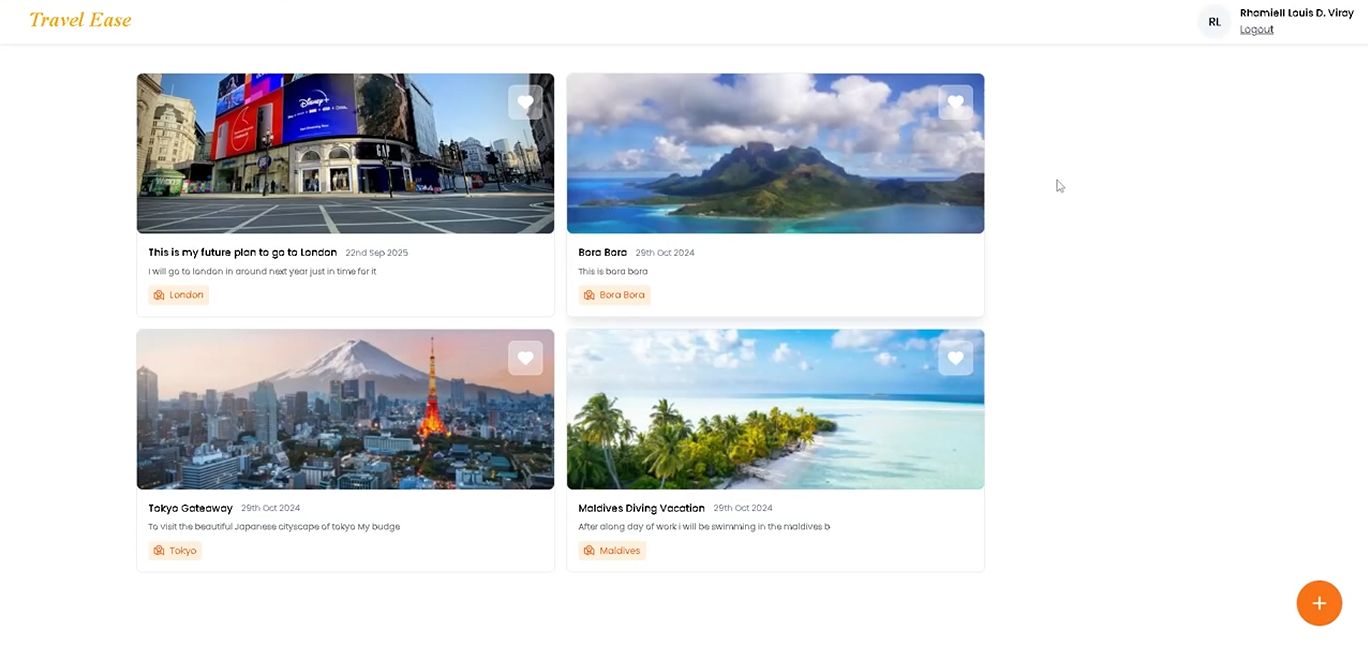 Travel Ease
RL
Rhamiell Louis D. Viray
Logout
Disney+
GAP
This is my future plan to go to London 22nd Sep 2025
I will go to london in around next year just in time for it
London
Bora Bora 29th Oct 2024
This is bora bora
Bora Bora
Tokyo Gateaway 29th Oct 2024
To visit the beautiful Japanese cityscape of tokyo My budge
Tokyo
Maldives Diving Vacation 29th Oct 2024
After along day of work i will be swimming in the maldives b
Maldives